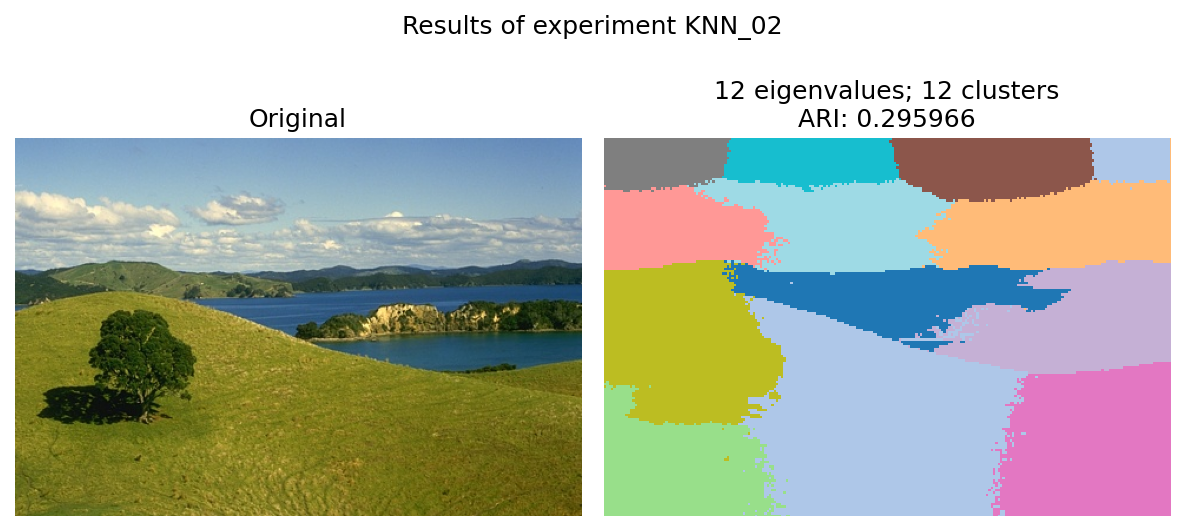 Results of experiment KNN_02
Original
12 eigenvalues; 12 clusters
ARI: 0.295966